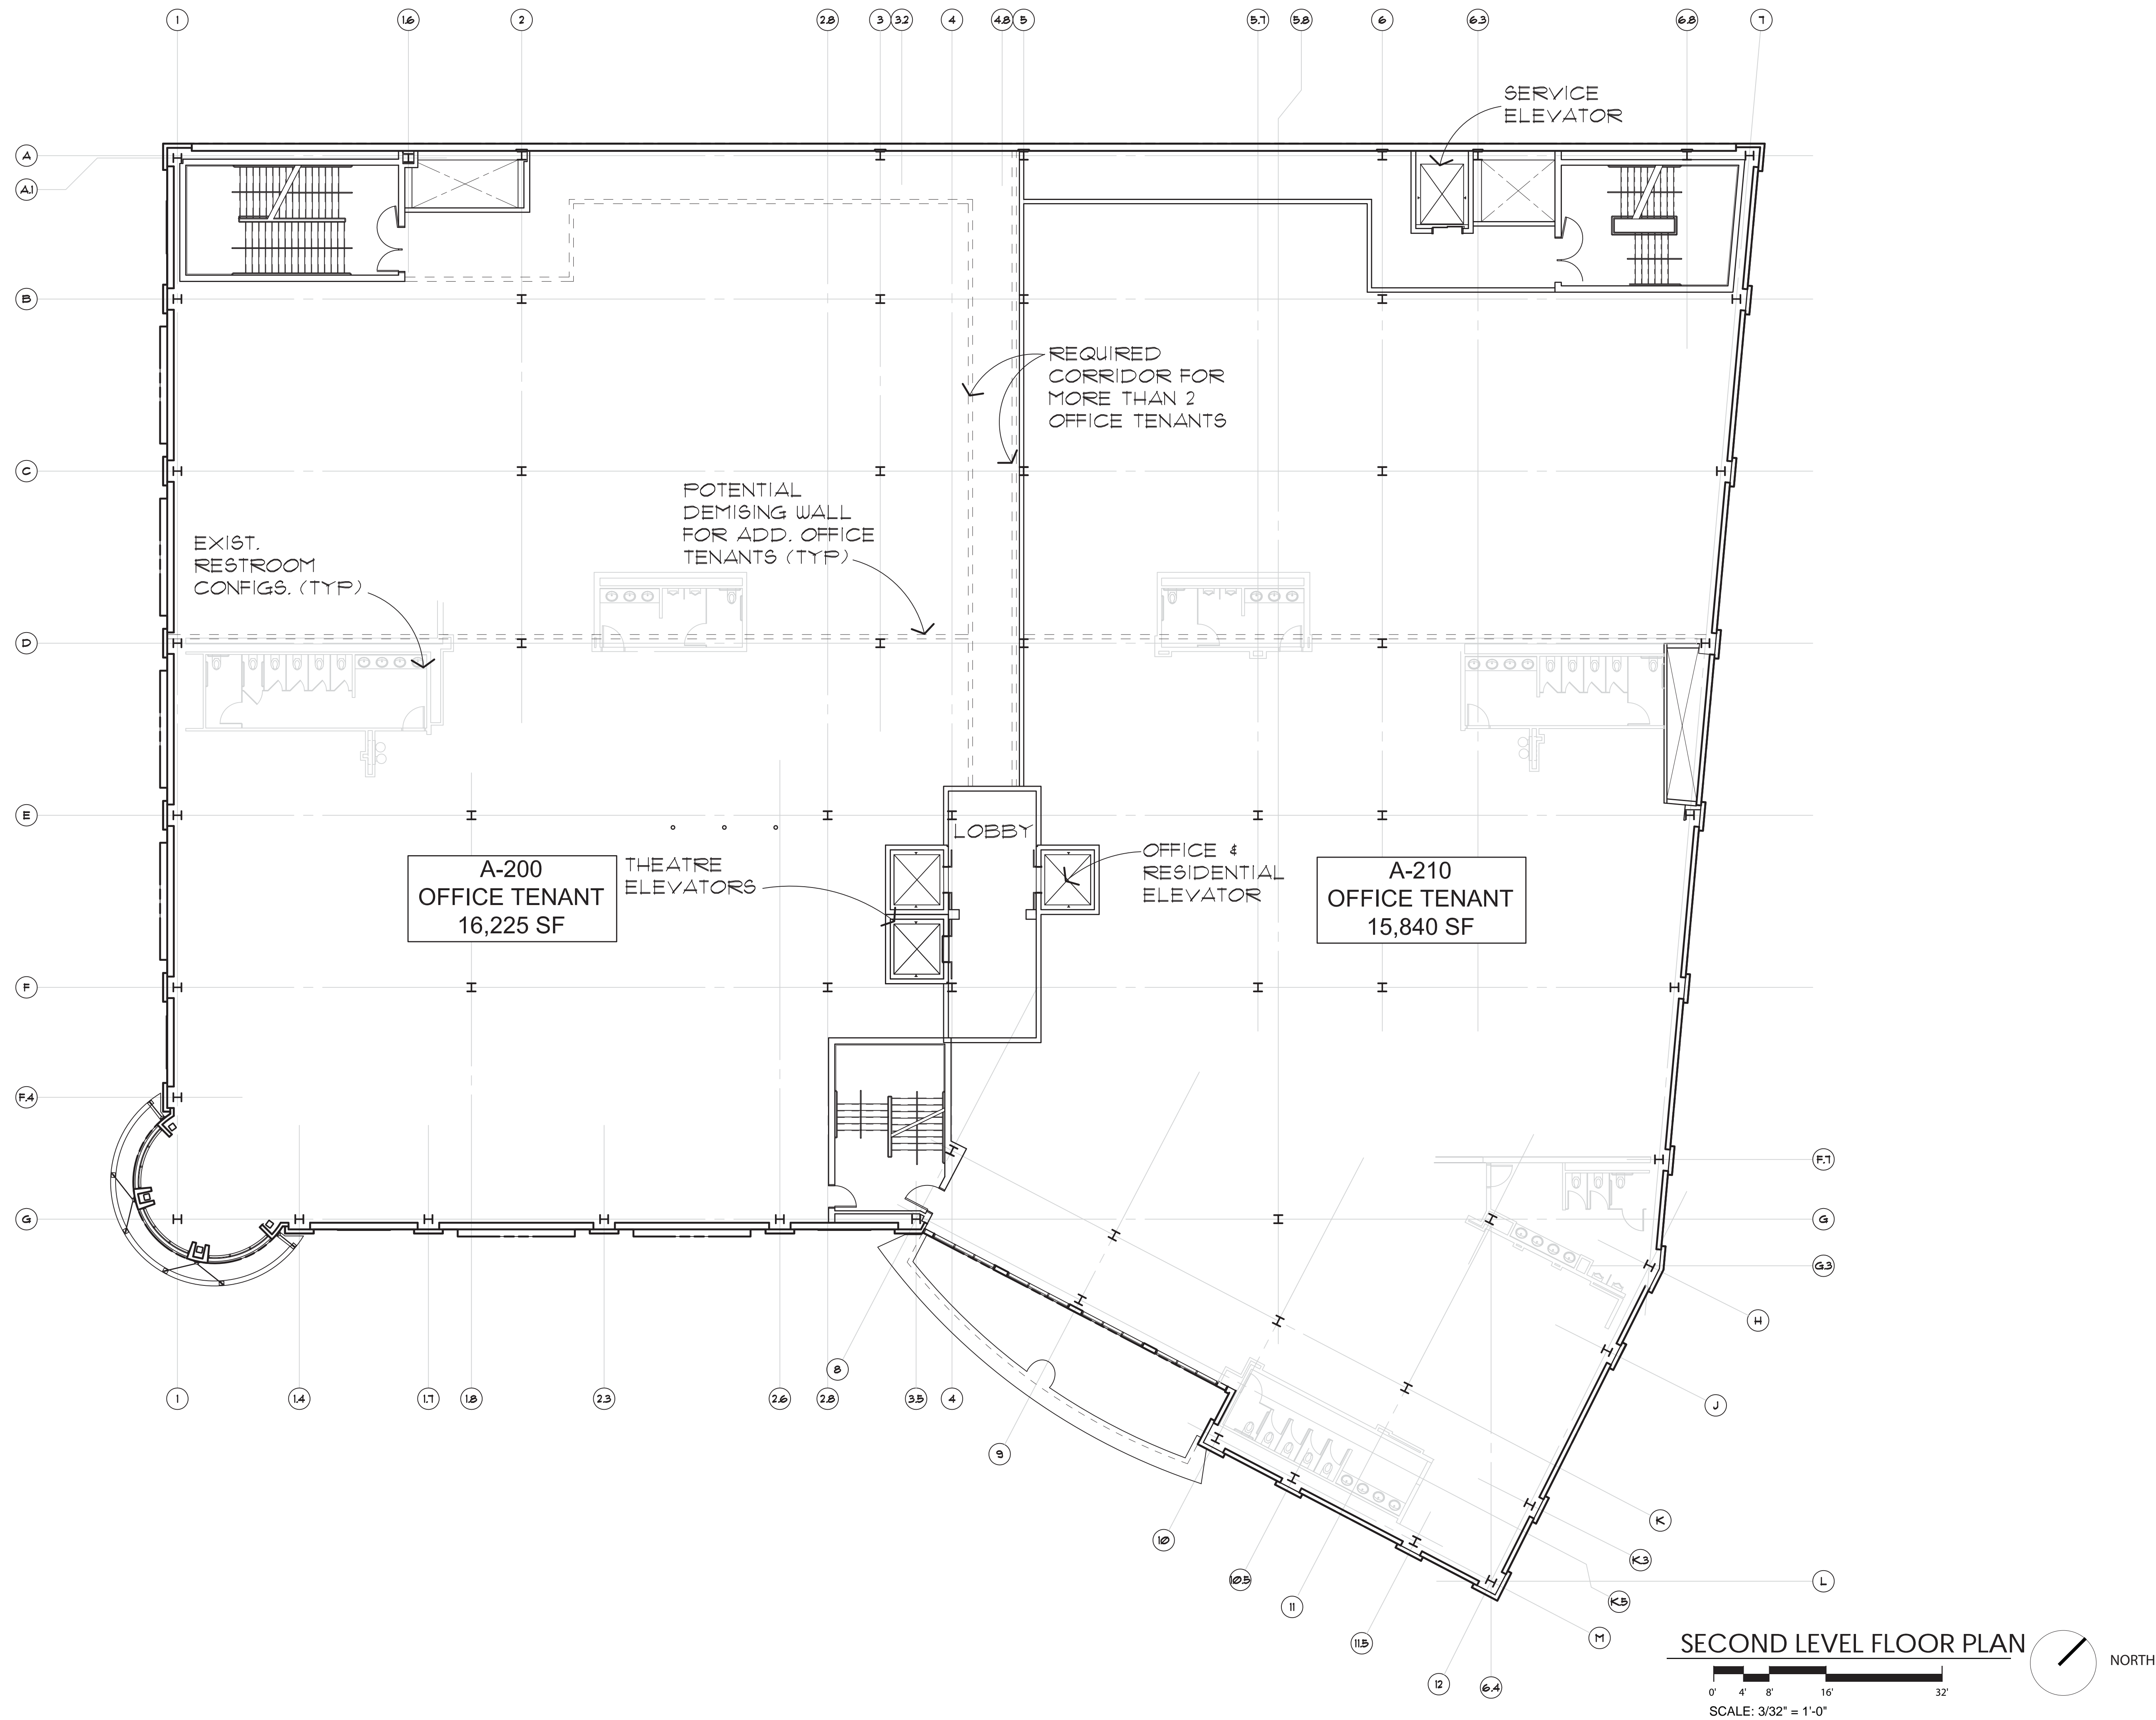 1 1.6 2 2.8 3 3.2 4 4.8 5 5.7 5.8 6 6.3 6.8 7
SERVICE
ELEVATOR
A
A.1
B
REQUIRED
CORRIDOR FOR
MORE THAN 2
OFFICE TENANTS
C
POTENTIAL
DEMISING WALL
FOR ADD. OFFICE
TENANTS (TYP)
EXIST.
RESTROOM
CONFIGS. (TYP)
D
E
LOBBY
THEATRE
ELEVATORS
OFFICE &
RESIDENTIAL
ELEVATOR
A-200
OFFICE TENANT
16,225 SF
A-210
OFFICE TENANT
15,840 SF
F
F.4
F.7
G
G
G.3
H
8
1 1.4 1.7 1.8 2.3 2.6 2.8 3.5 4
J
9
K
10
K.3
10.5
L
11
K.5
11.5
M
12
6.4
SECOND LEVEL FLOOR PLAN
NORTH
0' 4' 8' 16' 32'
SCALE: 3/32" = 1'-0"